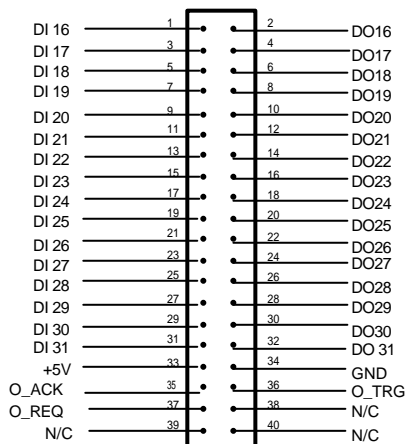 DI 16 1 2 DO16
DI 17 3 4 DO17
DI 18 5 6 DO18
DI 19 7 8 DO19
DI 20 9 10 DO20
DI 21 11 12 DO21
DI 22 13 14 DO22
DI 23 15 16 DO23
DI 24 17 18 DO24
DI 25 19 20 DO25
DI 26 21 22 DO26
DI 27 23 24 DO27
DI 28 25 26 DO28
DI 29 27 28 DO29
DI 30 29 30 DO30
DI 31 31 32 DO 31
+5V 33 34 GND
O_ACK 35 36 O_TRG
O_REQ 37 38 N/C
N/C 39 40 N/C